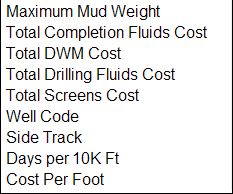 Maximum Mud Weight
Total Completion Fluids Cost
Total DWM Cost
Total Drilling Fluids Cost
Total Screens Cost
Well Code
Side Track
Days per 10K Ft
Cost Per Foot